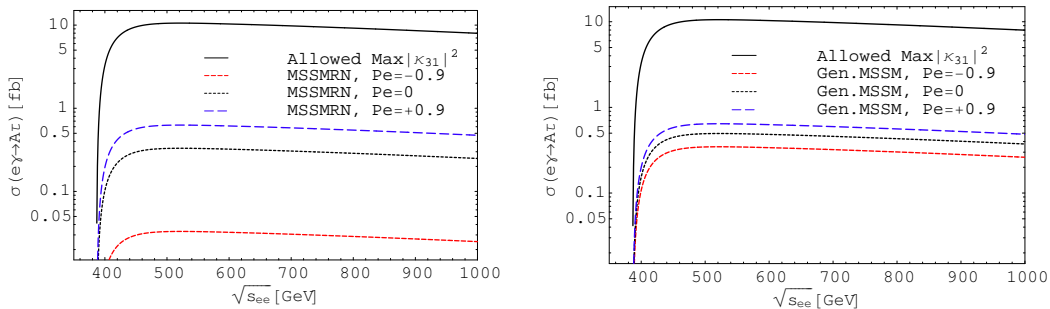 σ(eγ→Aτ)[fb]
10
5
1
0.5
0.1
0.05
Allowed Max|κ₃₁|²
MSSMRN, Pe=−0.9
MSSMRN, Pe=0
MSSMRN, Pe=+0.9
400 500 600 700 800 900 1000
√s_ee[GeV]
σ(eγ→Aτ)[fb]
10
5
1
0.5
0.1
0.05
Allowed Max|κ₃₁|²
Gen.MSSM, Pe=−0.9
Gen.MSSM, Pe=0
Gen.MSSM, Pe=+0.9
400 500 600 700 800 900 1000
√s_ee[GeV]